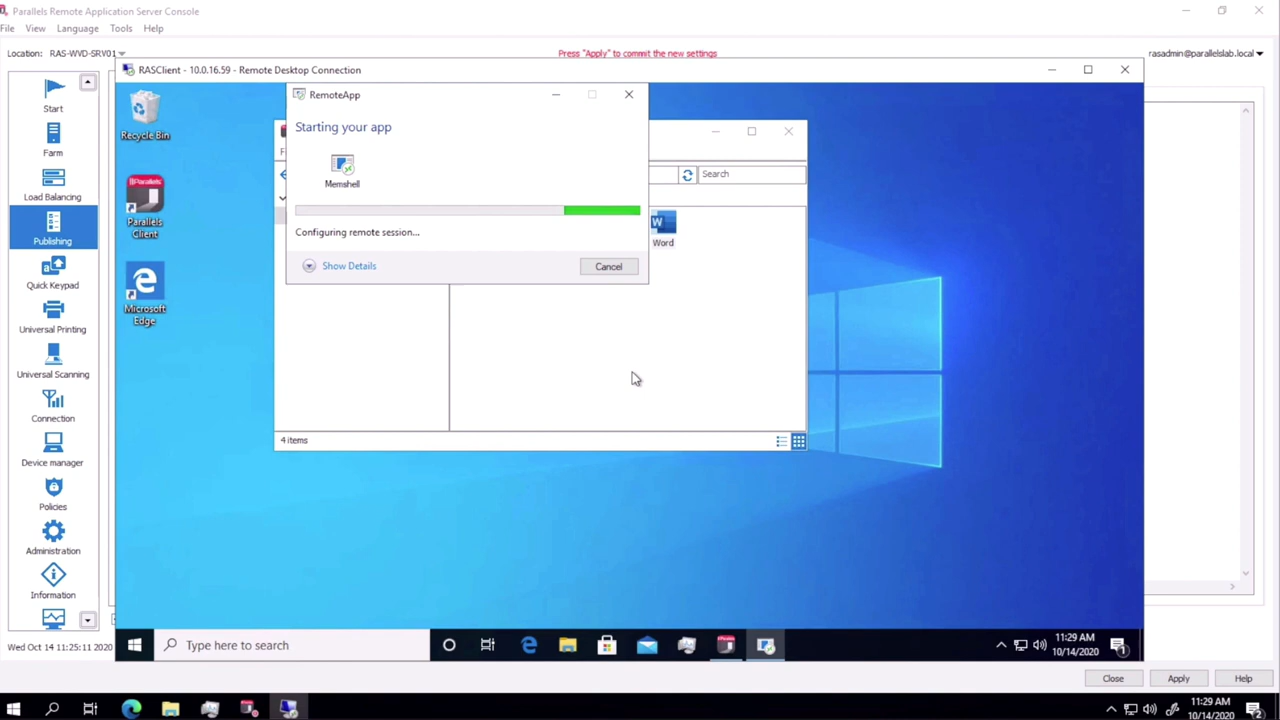 Parallels Remote Application Server Console
File View Language Tools Help
Location: RAS-WVD-SRV01
Press "Apply" to commit the new settings
rasadmin@parallelslab.local
Start
Farm
Load Balancing
Publishing
Quick Keypad
Universal Printing
Universal Scanning
Connection
Device manager
Policies
Administration
Information
RASClient - 10.0.16.59 - Remote Desktop Connection
Recycle Bin
Parallels
Client
Microsoft
Edge
RemoteApp
Starting your app
Memshell
Configuring remote session...
Show Details
Cancel
Search
Word
4 items
Type here to search
11:29 AM
10/14/2020
1
Wed Oct 14 11:25:11 2020
Close Apply Help
11:29 AM
10/14/2020
2